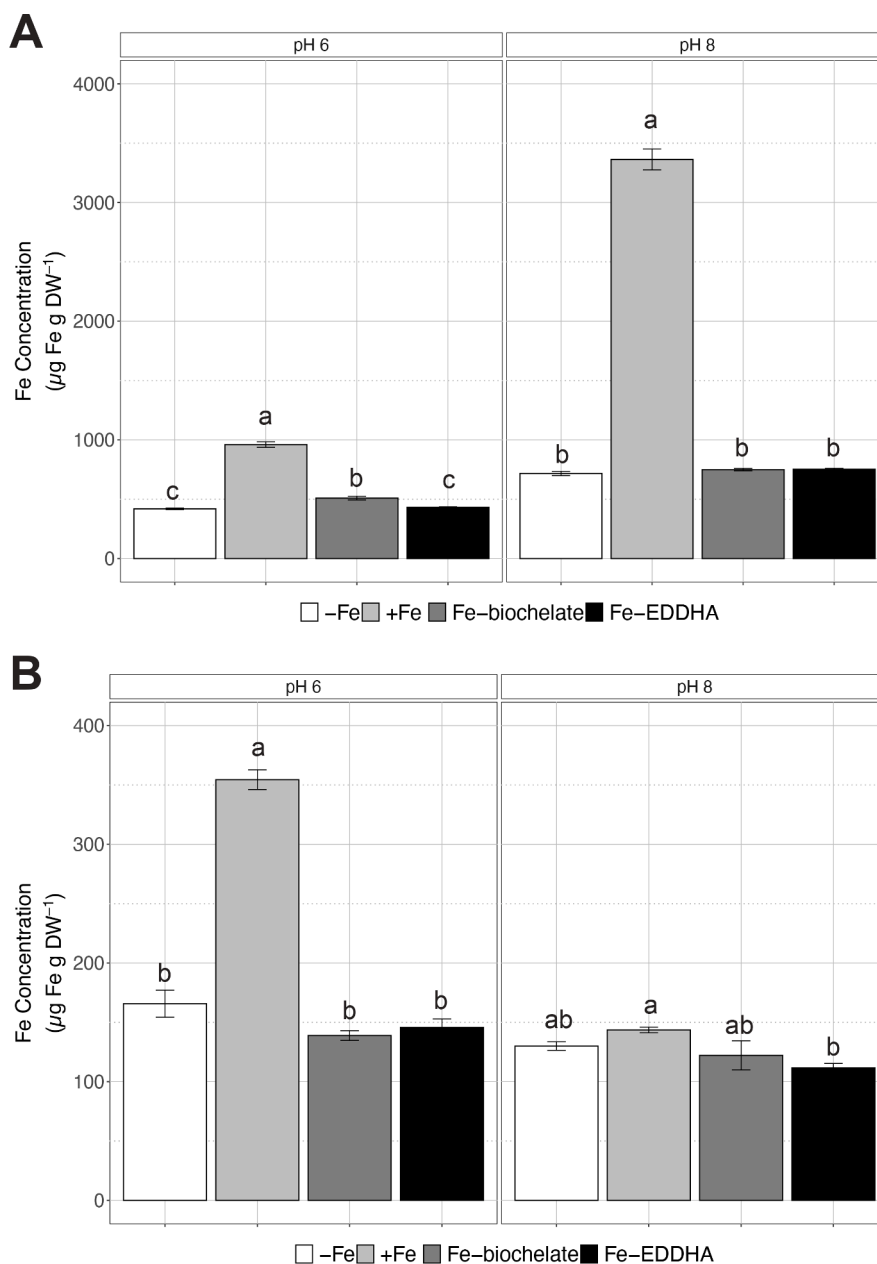 A
pH 6
pH 8
4000
3000
2000
1000
0
Fe Concentration
(µg Fe g DW⁻¹)
c
a
b
c
b
a
b
b
−Fe +Fe Fe−biochelate Fe−EDDHA
B
pH 6
pH 8
400
300
200
100
0
Fe Concentration
(µg Fe g DW⁻¹)
b
a
b
b
ab
a
ab
b
−Fe +Fe Fe−biochelate Fe−EDDHA